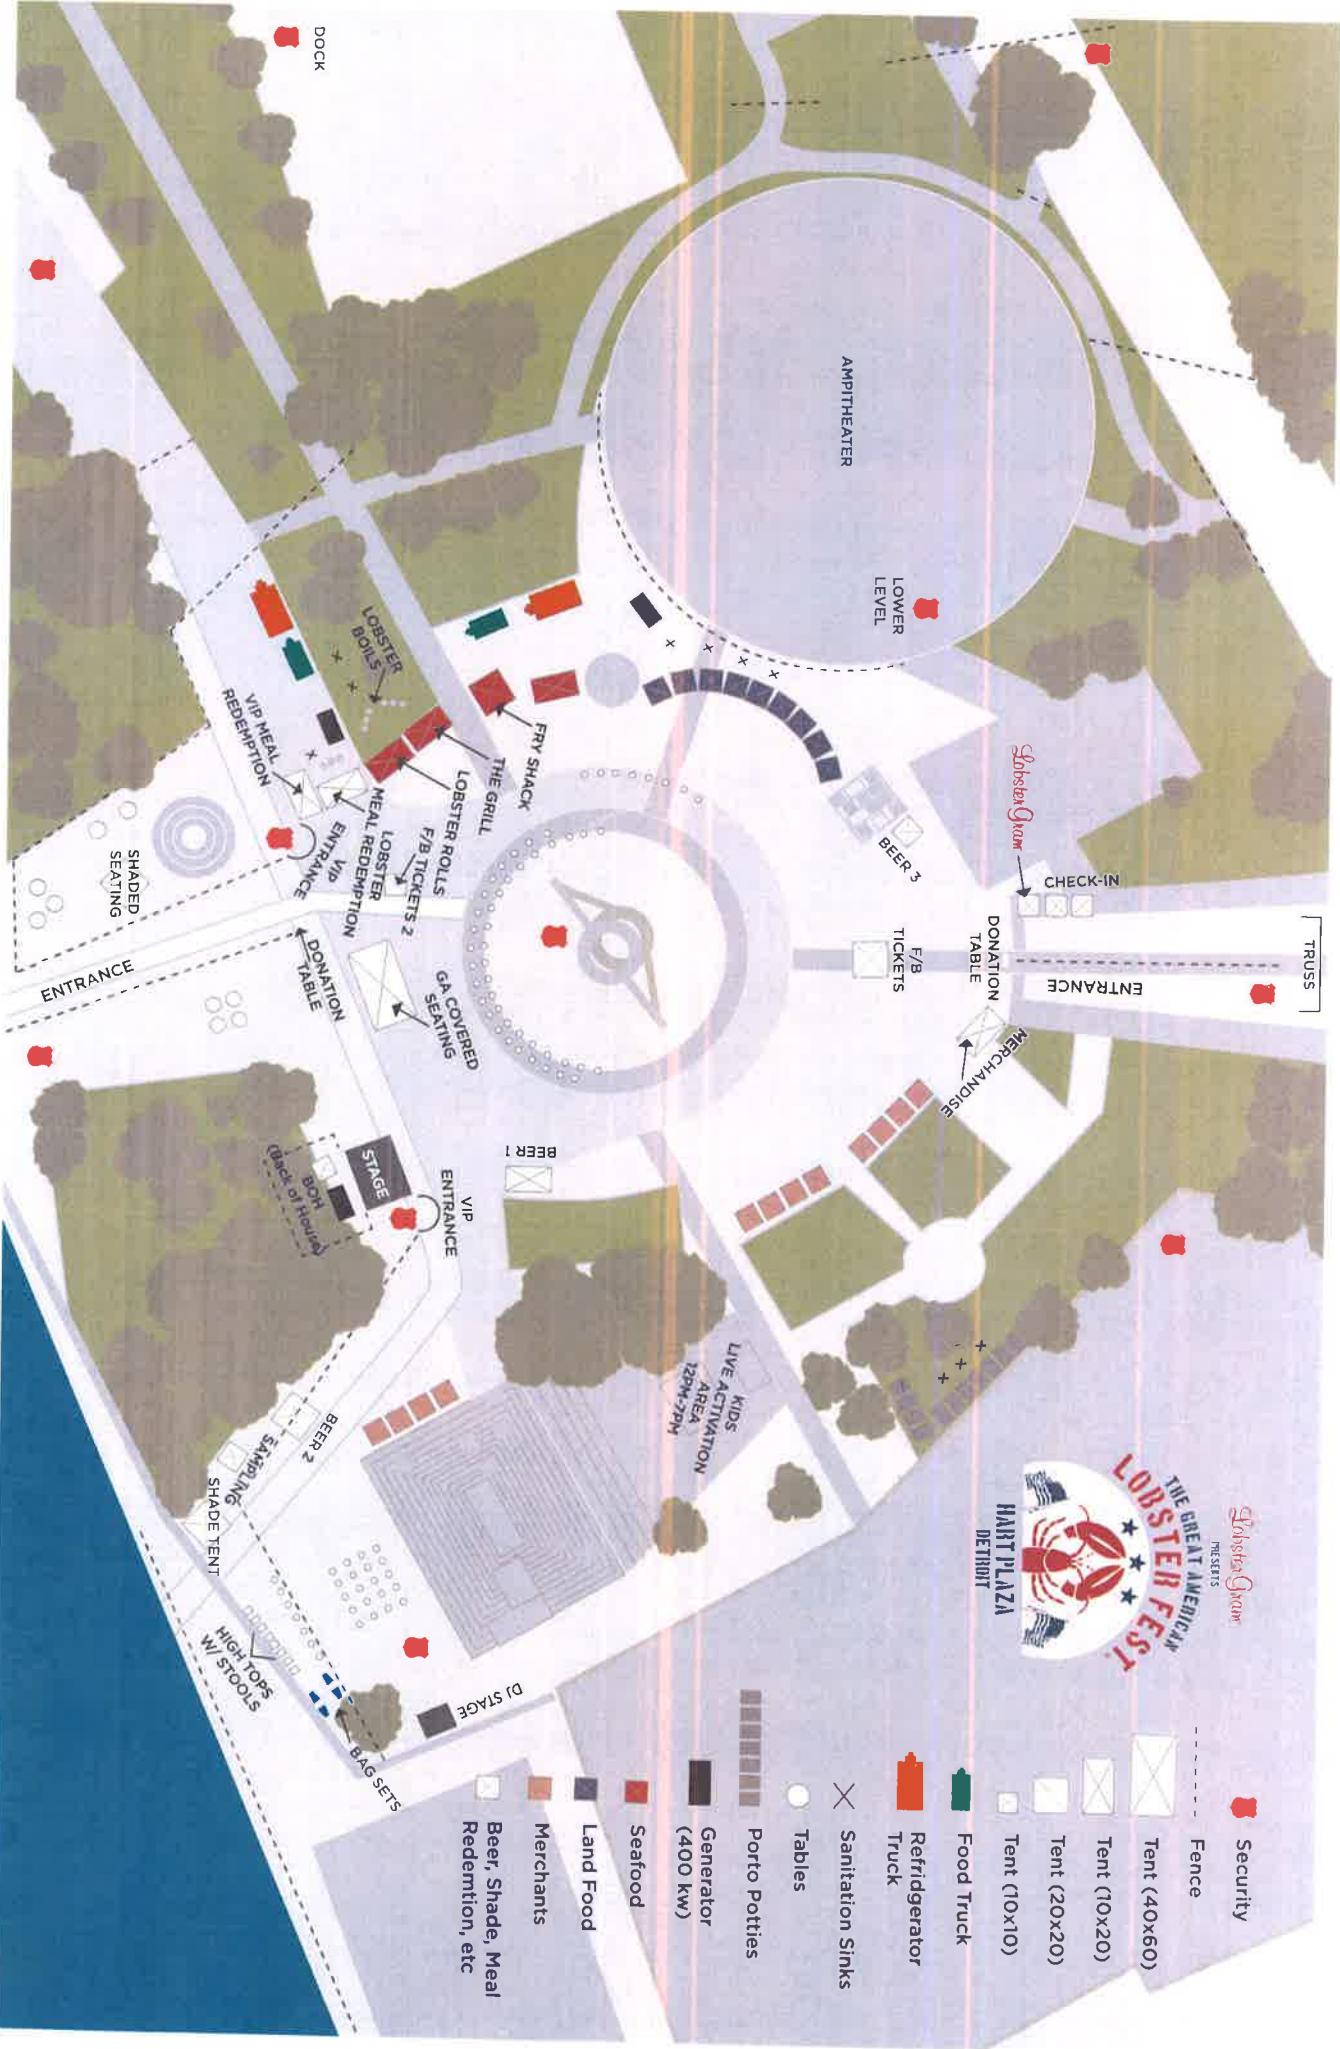 DOCK
AMPITHEATER
LOWER
LEVEL
LobsterGram
CHECK-IN
TRUSS
ENTRANCE
DONATION
TABLE
F/B
TICKETS
BEER 3
MERCHANDISE
LOBSTER
BOILS
FRY SHACK
THE GRILL
LOBSTER ROLLS
F/B TICKETS 2
LOBSTER
MEAL REDEMPTION
VIP MEAL
REDEMPTION
VIP
ENTRANCE
SHADED
SEATING
ENTRANCE
DONATION
TABLE
GA COVERED
SEATING
BEER 1
STAGE
BOH
(Back of House)
VIP
ENTRANCE
KIDS
LIVE ACTIVATION
AREA
12PM-7PM
BEER 2
SAMPLING
SHADE TENT
HIGH TOPS
W/ STOOLS
BAG SETS
DJ STAGE
LobsterGram
PRESENTS
THE GREAT AMERICAN
LOBSTER FEST
HART PLAZA
DETROIT
Security
Fence
Tent (40x60)
Tent (10x20)
Tent (20x20)
Tent (10x10)
Food Truck
Refridgerator
Truck
Sanitation Sinks
Tables
Porto Potties
Generator
(400 kw)
Seafood
Land Food
Merchants
Beer, Shade, Meal
Redemtion, etc